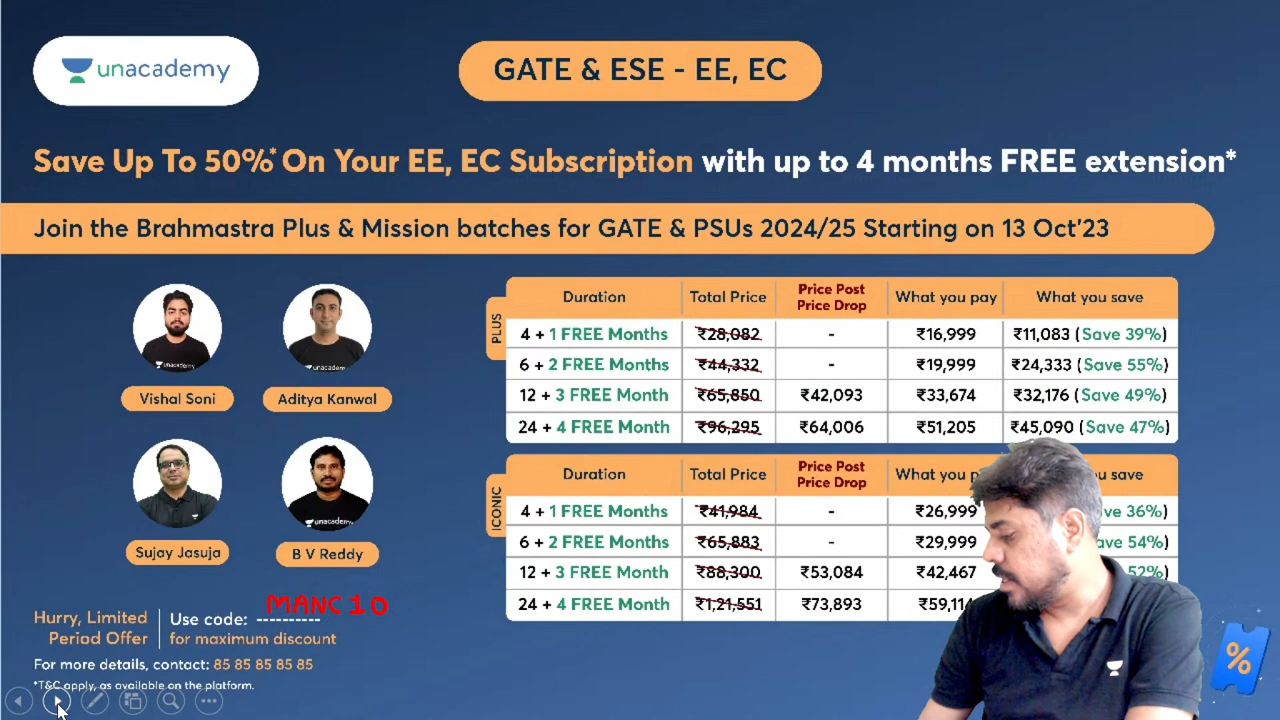 unacademy
GATE & ESE - EE, EC
Save Up To 50%* On Your EE, EC Subscription with up to 4 months FREE extension*
Join the Brahmastra Plus & Mission batches for GATE & PSUs 2024/25 Starting on 13 Oct'23
PLUS
Duration Total Price Price Post Price Drop What you pay What you save
4 + 1 FREE Months ₹28,082 - ₹16,999 ₹11,083 (Save 39%)
6 + 2 FREE Months ₹44,332 - ₹19,999 ₹24,333 (Save 55%)
12 + 3 FREE Month ₹65,850 ₹42,093 ₹33,674 ₹32,176 (Save 49%)
24 + 4 FREE Month ₹96,295 ₹64,006 ₹51,205 ₹45,090 (Save 47%)
ICONIC
Duration Total Price Price Post Price Drop What you save
4 + 1 FREE Months ₹41,984 - ₹26,999 36%)
6 + 2 FREE Months ₹65,883 - ₹29,999 54%)
12 + 3 FREE Month ₹88,300 ₹53,084 ₹42,467 52%)
24 + 4 FREE Month ₹1,21,551 ₹73,893
unacademy
unacademy
Vishal Soni
Aditya Kanwal
unacademy
Sujay Jasuja
B V Reddy
MANC10
Hurry, Limited
Period Offer
Use code: ----------
for maximum discount
For more details, contact: 85 85 85 85 85
*T&C apply, as available on the platform.
%